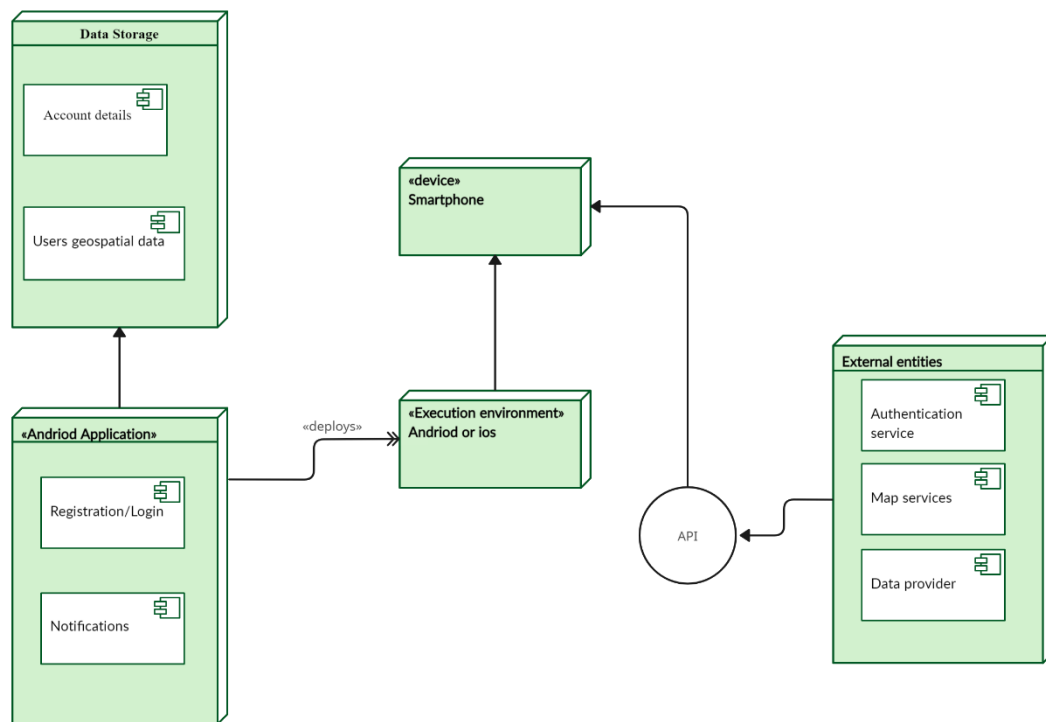 Data Storage
Account details
Users geospatial data
«device»
Smartphone
«Andriod Application»
Registration/Login
Notifications
«deploys»
«Execution environment»
Andriod or ios
API
External entities
Authentication
service
Map services
Data provider